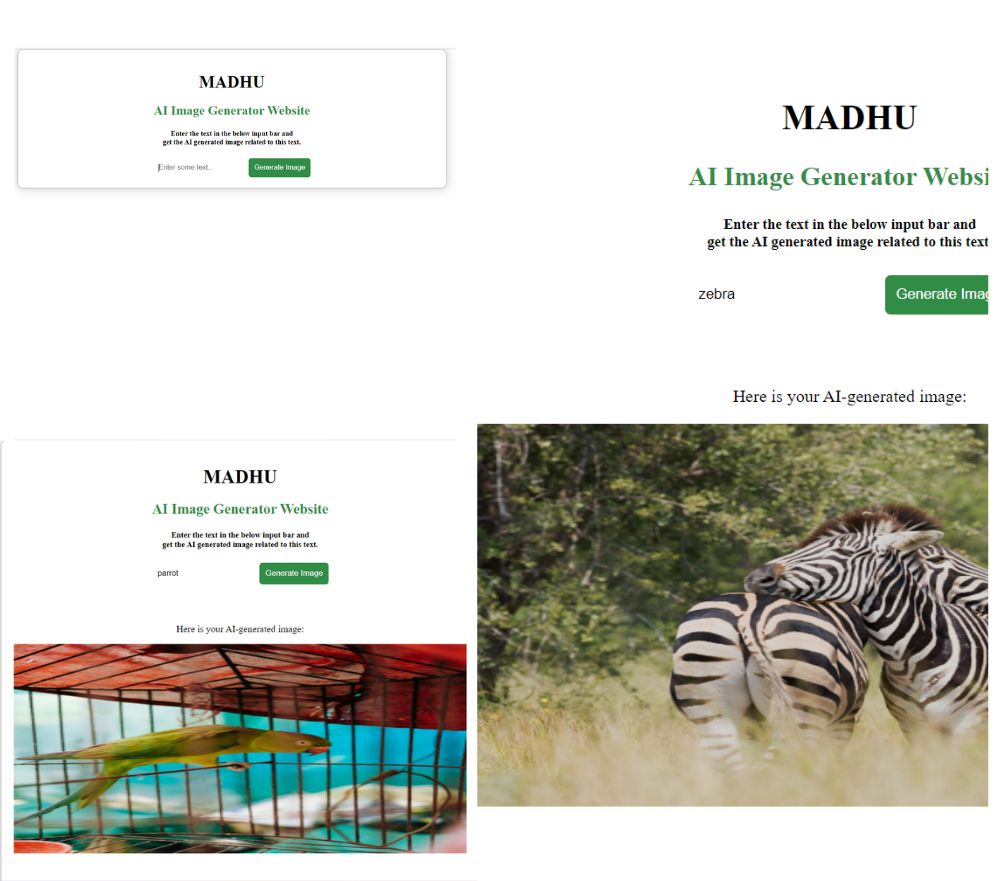 MADHU
AI Image Generator Website
Enter the text in the below input bar and
get the AI generated image related to this text.
Enter some text...
Generate Image
MADHU
AI Image Generator Websi
Enter the text in the below input bar and
get the AI generated image related to this text
zebra
Generate Imag
Here is your AI-generated image:
MADHU
AI Image Generator Website
Enter the text in the below input bar and
get the AI generated image related to this text.
parrot
Generate Image
Here is your AI-generated image: